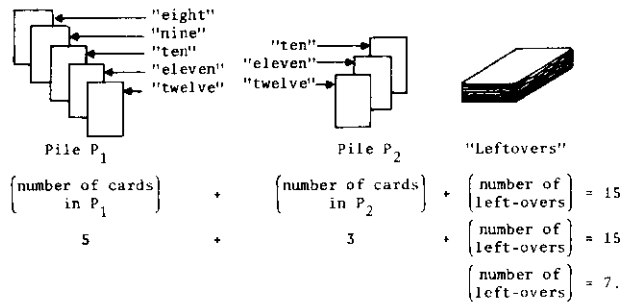 "eight"
"nine"
"ten"
"eleven"
"twelve"
"ten"
"eleven"
"twelve"
Pile P1
Pile P2
"Leftovers"
(number of cards in P1) + (number of cards in P2) + (number of left-overs) = 15
5 + 3 + (number of left-overs) = 15
(number of left-overs) = 7.